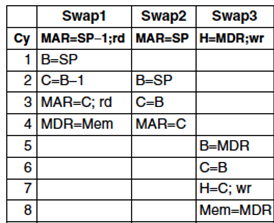 Swap1 Swap2 Swap3
Cy MAR=SP−1;rd MAR=SP H=MDR;wr
1 B=SP
2 C=B−1 B=SP
3 MAR=C; rd C=B
4 MDR=Mem MAR=C
5 B=MDR
6 C=B
7 H=C; wr
8 Mem=MDR